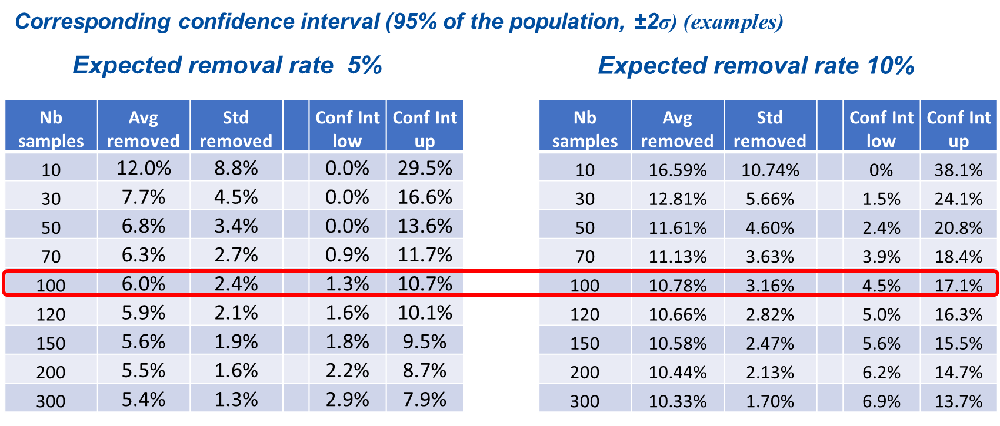 Corresponding confidence interval (95% of the population, ±2σ) (examples)
Expected removal rate 5%
Nb samples Avg removed Std removed Conf Int low Conf Int up
10 12.0% 8.8% 0.0% 29.5%
30 7.7% 4.5% 0.0% 16.6%
50 6.8% 3.4% 0.0% 13.6%
70 6.3% 2.7% 0.9% 11.7%
100 6.0% 2.4% 1.3% 10.7%
120 5.9% 2.1% 1.6% 10.1%
150 5.6% 1.9% 1.8% 9.5%
200 5.5% 1.6% 2.2% 8.7%
300 5.4% 1.3% 2.9% 7.9%
Expected removal rate 10%
Nb samples Avg removed Std removed Conf Int low Conf Int up
10 16.59% 10.74% 0% 38.1%
30 12.81% 5.66% 1.5% 24.1%
50 11.61% 4.60% 2.4% 20.8%
70 11.13% 3.63% 3.9% 18.4%
100 10.78% 3.16% 4.5% 17.1%
120 10.66% 2.82% 5.0% 16.3%
150 10.58% 2.47% 5.6% 15.5%
200 10.44% 2.13% 6.2% 14.7%
300 10.33% 1.70% 6.9% 13.7%